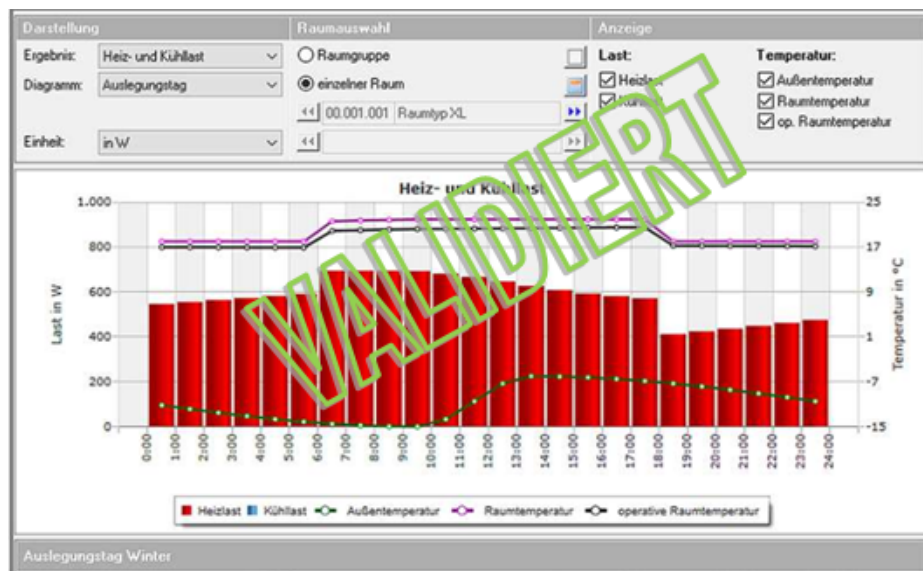 Darstellung
Raumauswahl
Anzeige
Ergebnis:
Heiz- und Kühllast
Raumgruppe
Last:
Temperatur:
Diagramm:
Auslegungstag
einzelner Raum
Heizlast
Außentemperatur
Kühllast
Raumtemperatur
00.001.001 Raumtyp XL
op. Raumtemperatur
Einheit:
in W
Heiz- und Kühllast
VALIDIERT
Last in W
1.000
800
600
400
200
0
25
17
9
1
-7
-15
Temperatur in °C
0:00 1:00 2:00 3:00 4:00 5:00 6:00 7:00 8:00 9:00 10:00 11:00 12:00 13:00 14:00 15:00 16:00 17:00 18:00 19:00 20:00 21:00 22:00 23:00 24:00
Heizlast Kühllast Außentemperatur Raumtemperatur operative Raumtemperatur
Auslegungstag Winter